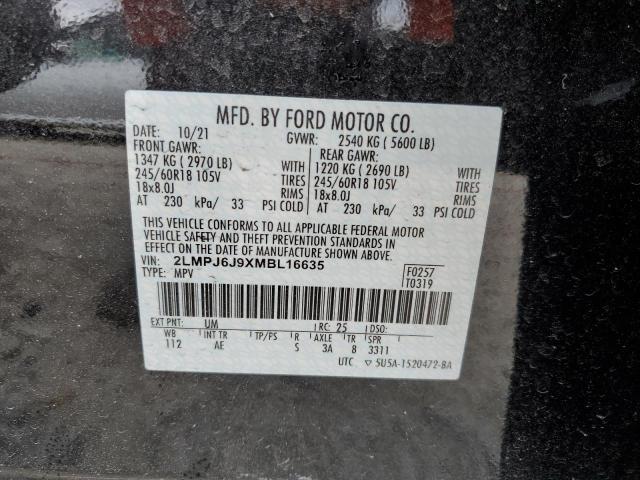 MFD. BY FORD MOTOR CO.
DATE: 10/21 GVWR: 2540 KG ( 5600 LB)
FRONT GAWR: REAR GAWR:
1347 KG ( 2970 LB) WITH 1220 KG ( 2690 LB) WITH
245/60R18 105V TIRES 245/60R18 105V TIRES
18x8.0J RIMS 18x8.0J RIMS
AT 230 kPa/ 33 PSI COLD AT 230 kPa/ 33 PSI COLD
THIS VEHICLE CONFORMS TO ALL APPLICABLE FEDERAL MOTOR
VEHICLE SAFETY AND THEFT PREVENTION STANDARDS IN
EFFECT ON THE DATE OF MANUFACTURE SHOWN ABOVE.
VIN: 2LMPJ6J9XMBL16635 F0257
TYPE: MPV T0319
EXT PNT: UM RC: 25 DSO:
WB INT TR TP/PS R AXLE TR SPR
112 AE S 3A 8 3311
UTC ▽ 5U5A-1520472-BA